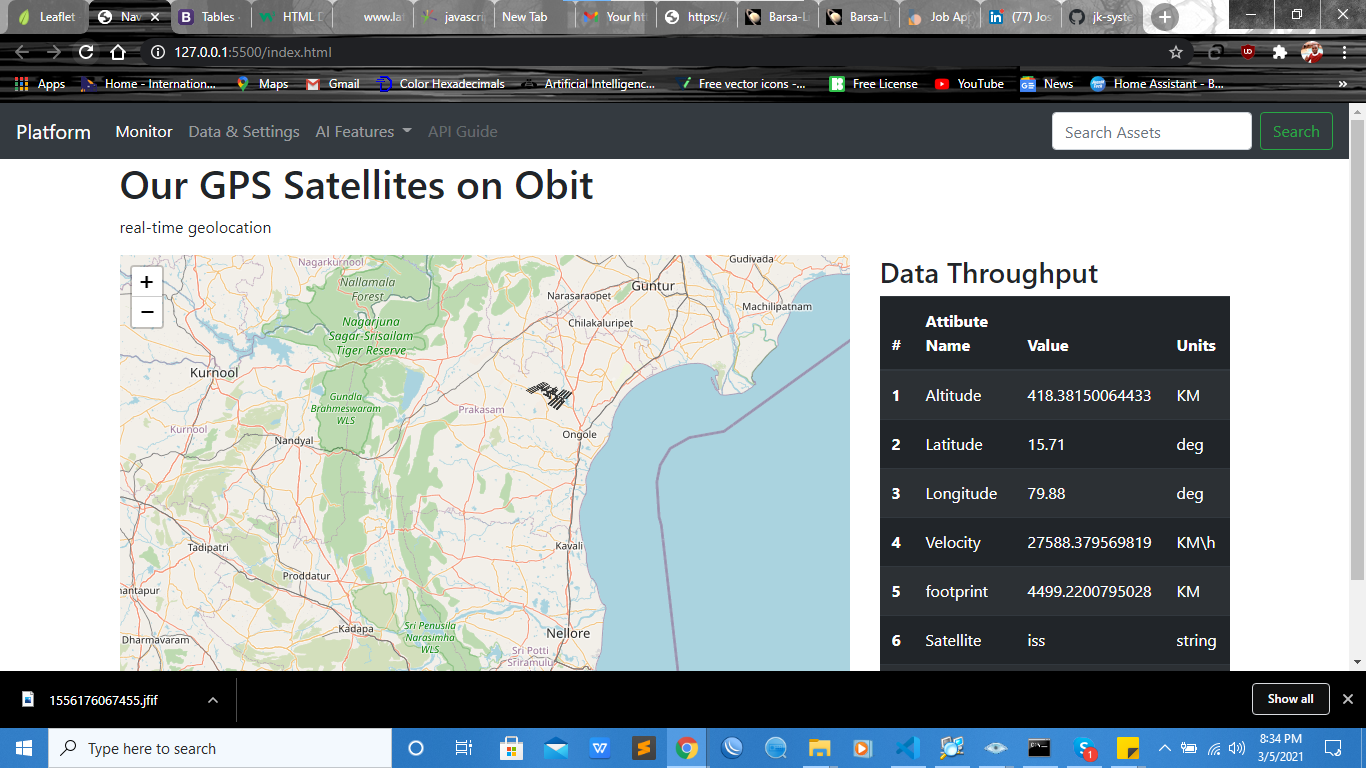 Leaflet
Nav
Tables
HTML D
www.la
javascri
New Tab
Your ht
https:/
Barsa-L
Barsa-L
Job App
(77) Jos
jk-syste
127.0.0.1:5500/index.html
Apps
Home - Internation...
Maps
Gmail
Color Hexadecimals
Artificial Intelligenc...
Free vector icons -...
Free License
YouTube
News
Home Assistant - B...
»
Platform
Monitor
Data & Settings
AI Features
API Guide
Search Assets
Search
Our GPS Satellites on Obit
real-time geolocation
+
−
Nagarkurnool
Nallamala
Forest
Gudivada
Guntur
Narasaraopet
Machilipatnam
Chilakaluripet
Nagarjuna
Sagar-Srisailam
Tiger Reserve
Kurnool
Gundla
Brahmeswaram
WLS
Prakasam
Kurnool
Nandyal
Ongole
Tadipatri
Kavali
Proddatur
nantapur
Kadapa
Sri Penusila
Narasimha
WLS
Dharmavaram
Nellore
Sri Potti
Sriramulu
Data Throughput
# Attibute Name Value Units
1 Altitude 418.38150064433 KM
2 Latitude 15.71 deg
3 Longitude 79.88 deg
4 Velocity 27588.379569819 KM\h
5 footprint 4499.2200795028 KM
6 Satellite iss string
1556176067455.jfif
Show all
Type here to search
1
8:34 PM
3/5/2021